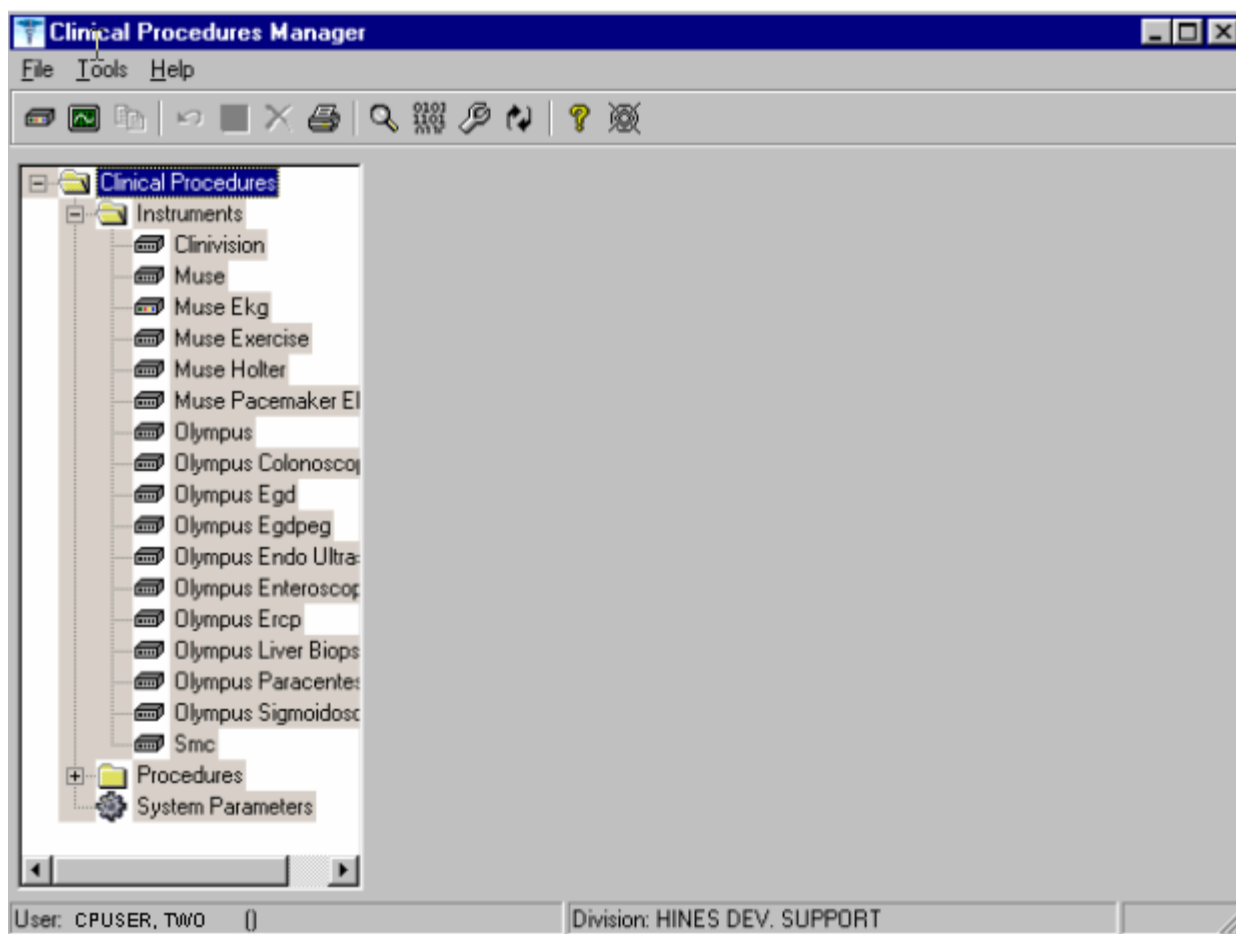 Clinical Procedures Manager
File Tools Help
Clinical Procedures
Instruments
Clinivision
Muse
Muse Ekg
Muse Exercise
Muse Holter
Muse Pacemaker El
Olympus
Olympus Colonoscop
Olympus Egd
Olympus Egdpeg
Olympus Endo Ultra
Olympus Enteroscop
Olympus Ercp
Olympus Liver Biops
Olympus Paracente
Olympus Sigmoidosc
Smc
Procedures
System Parameters
User: CPUSER, TWO () Division: HINES DEV. SUPPORT